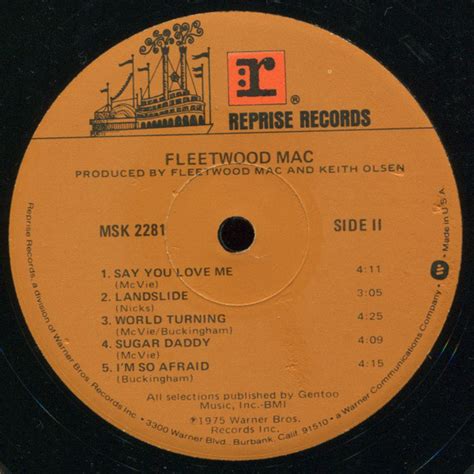 r
®
REPRISE RECORDS
FLEETWOOD MAC
PRODUCED BY FLEETWOOD MAC AND KEITH OLSEN
MSK 2281
SIDE II
1. SAY YOU LOVE ME 4:11
(McVie)
2. LANDSLIDE 3:05
(Nicks)
3. WORLD TURNING 4:25
(McVie/Buckingham)
4. SUGAR DADDY 4:09
(McVie)
5. I'M SO AFRAID 4:15
(Buckingham)
All selections published by Gentoo
Music, Inc.-BMI
℗1975 Warner Bros.
Records Inc.
Reprise Records, a division of Warner Bros. Records Inc. • 3300 Warner Blvd., Burbank, Calif. 91510 • a Warner Communications Company. • Made in U.S.A.